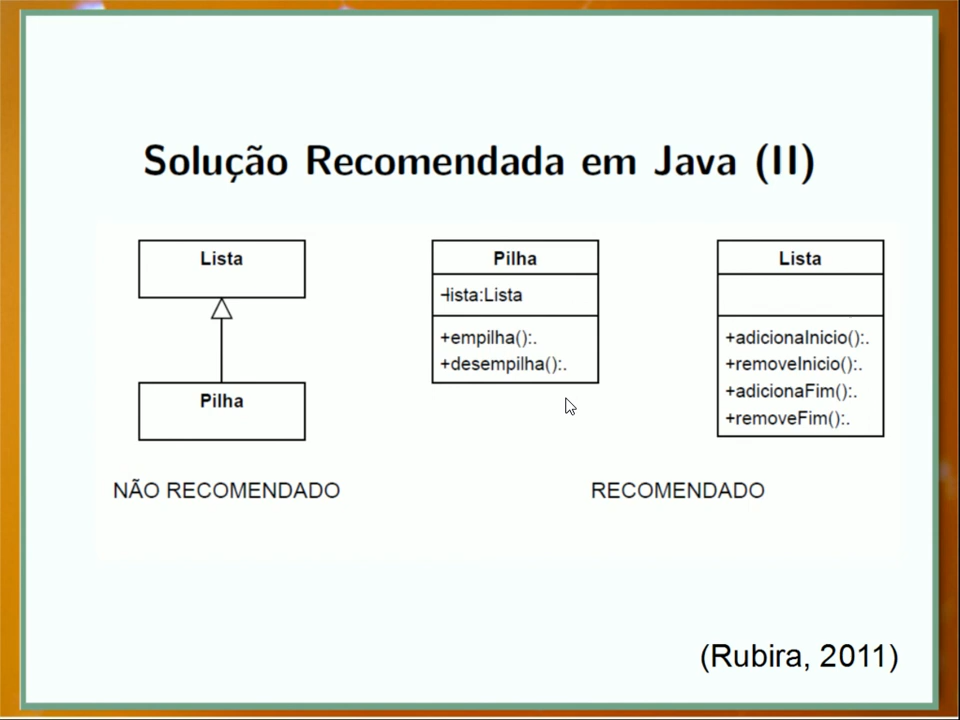 Solução Recomendada em Java (II)
Lista
Pilha
NÃO RECOMENDADO
Pilha
-lista:Lista
+empilha():.
+desempilha():.
Lista
+adicionaInicio():.
+removeInicio():.
+adicionaFim():.
+removeFim():.
RECOMENDADO
(Rubira, 2011)